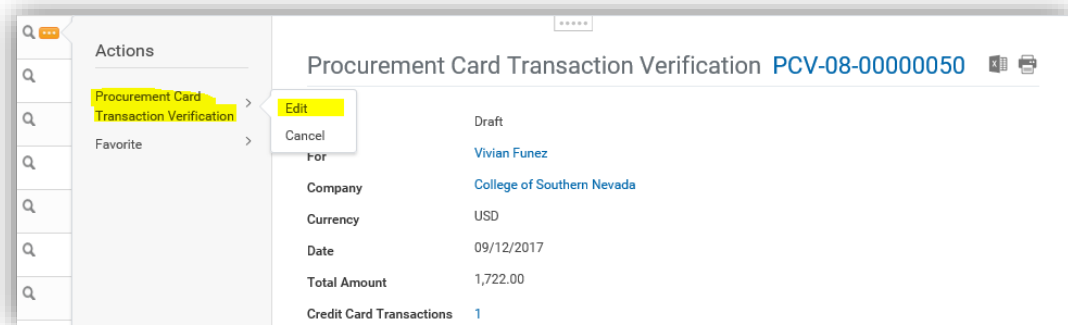 Actions
Procurement Card Transaction Verification PCV-08-00000050
Procurement Card
Transaction Verification
Edit
Cancel
Favorite
Draft
For Vivian Funez
Company College of Southern Nevada
Currency USD
Date 09/12/2017
Total Amount 1,722.00
Credit Card Transactions 1